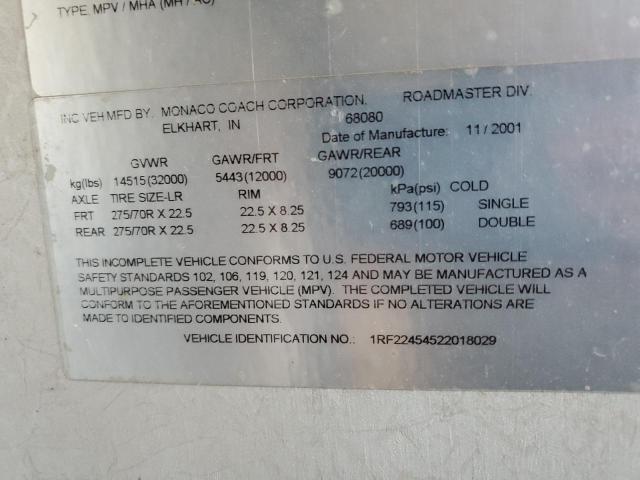 TYPE: MPV / MHA (MH / AC)
INC VEH MFD BY: MONACO COACH CORPORATION, ROADMASTER DIV.
ELKHART, IN 68080
Date of Manufacture: 11 / 2001
GVWR GAWR/FRT GAWR/REAR
kg(lbs) 14515(32000) 5443(12000) 9072(20000)
AXLE TIRE SIZE-LR RIM kPa(psi) COLD
FRT 275/70R X 22.5 22.5 X 8.25 793(115) SINGLE
REAR 275/70R X 22.5 22.5 X 8.25 689(100) DOUBLE
THIS INCOMPLETE VEHICLE CONFORMS TO U.S. FEDERAL MOTOR VEHICLE
SAFETY STANDARDS 102, 106, 119, 120, 121, 124 AND MAY BE MANUFACTURED AS A
MULTIPURPOSE PASSENGER VEHICLE (MPV). THE COMPLETED VEHICLE WILL
CONFORM TO THE AFOREMENTIONED STANDARDS IF NO ALTERATIONS ARE
MADE TO IDENTIFIED COMPONENTS.
VEHICLE IDENTIFICATION NO.: 1RF22454522018029